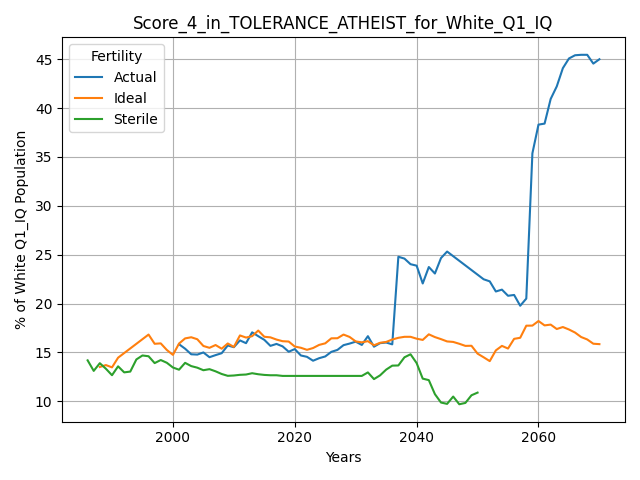 Score_4_in_TOLERANCE_ATHEIST_for_White_Q1_IQ
Fertility
Actual
Ideal
Sterile
% of White Q1_IQ Population
45
40
35
30
25
20
15
10
2000
2020
2040
2060
Years